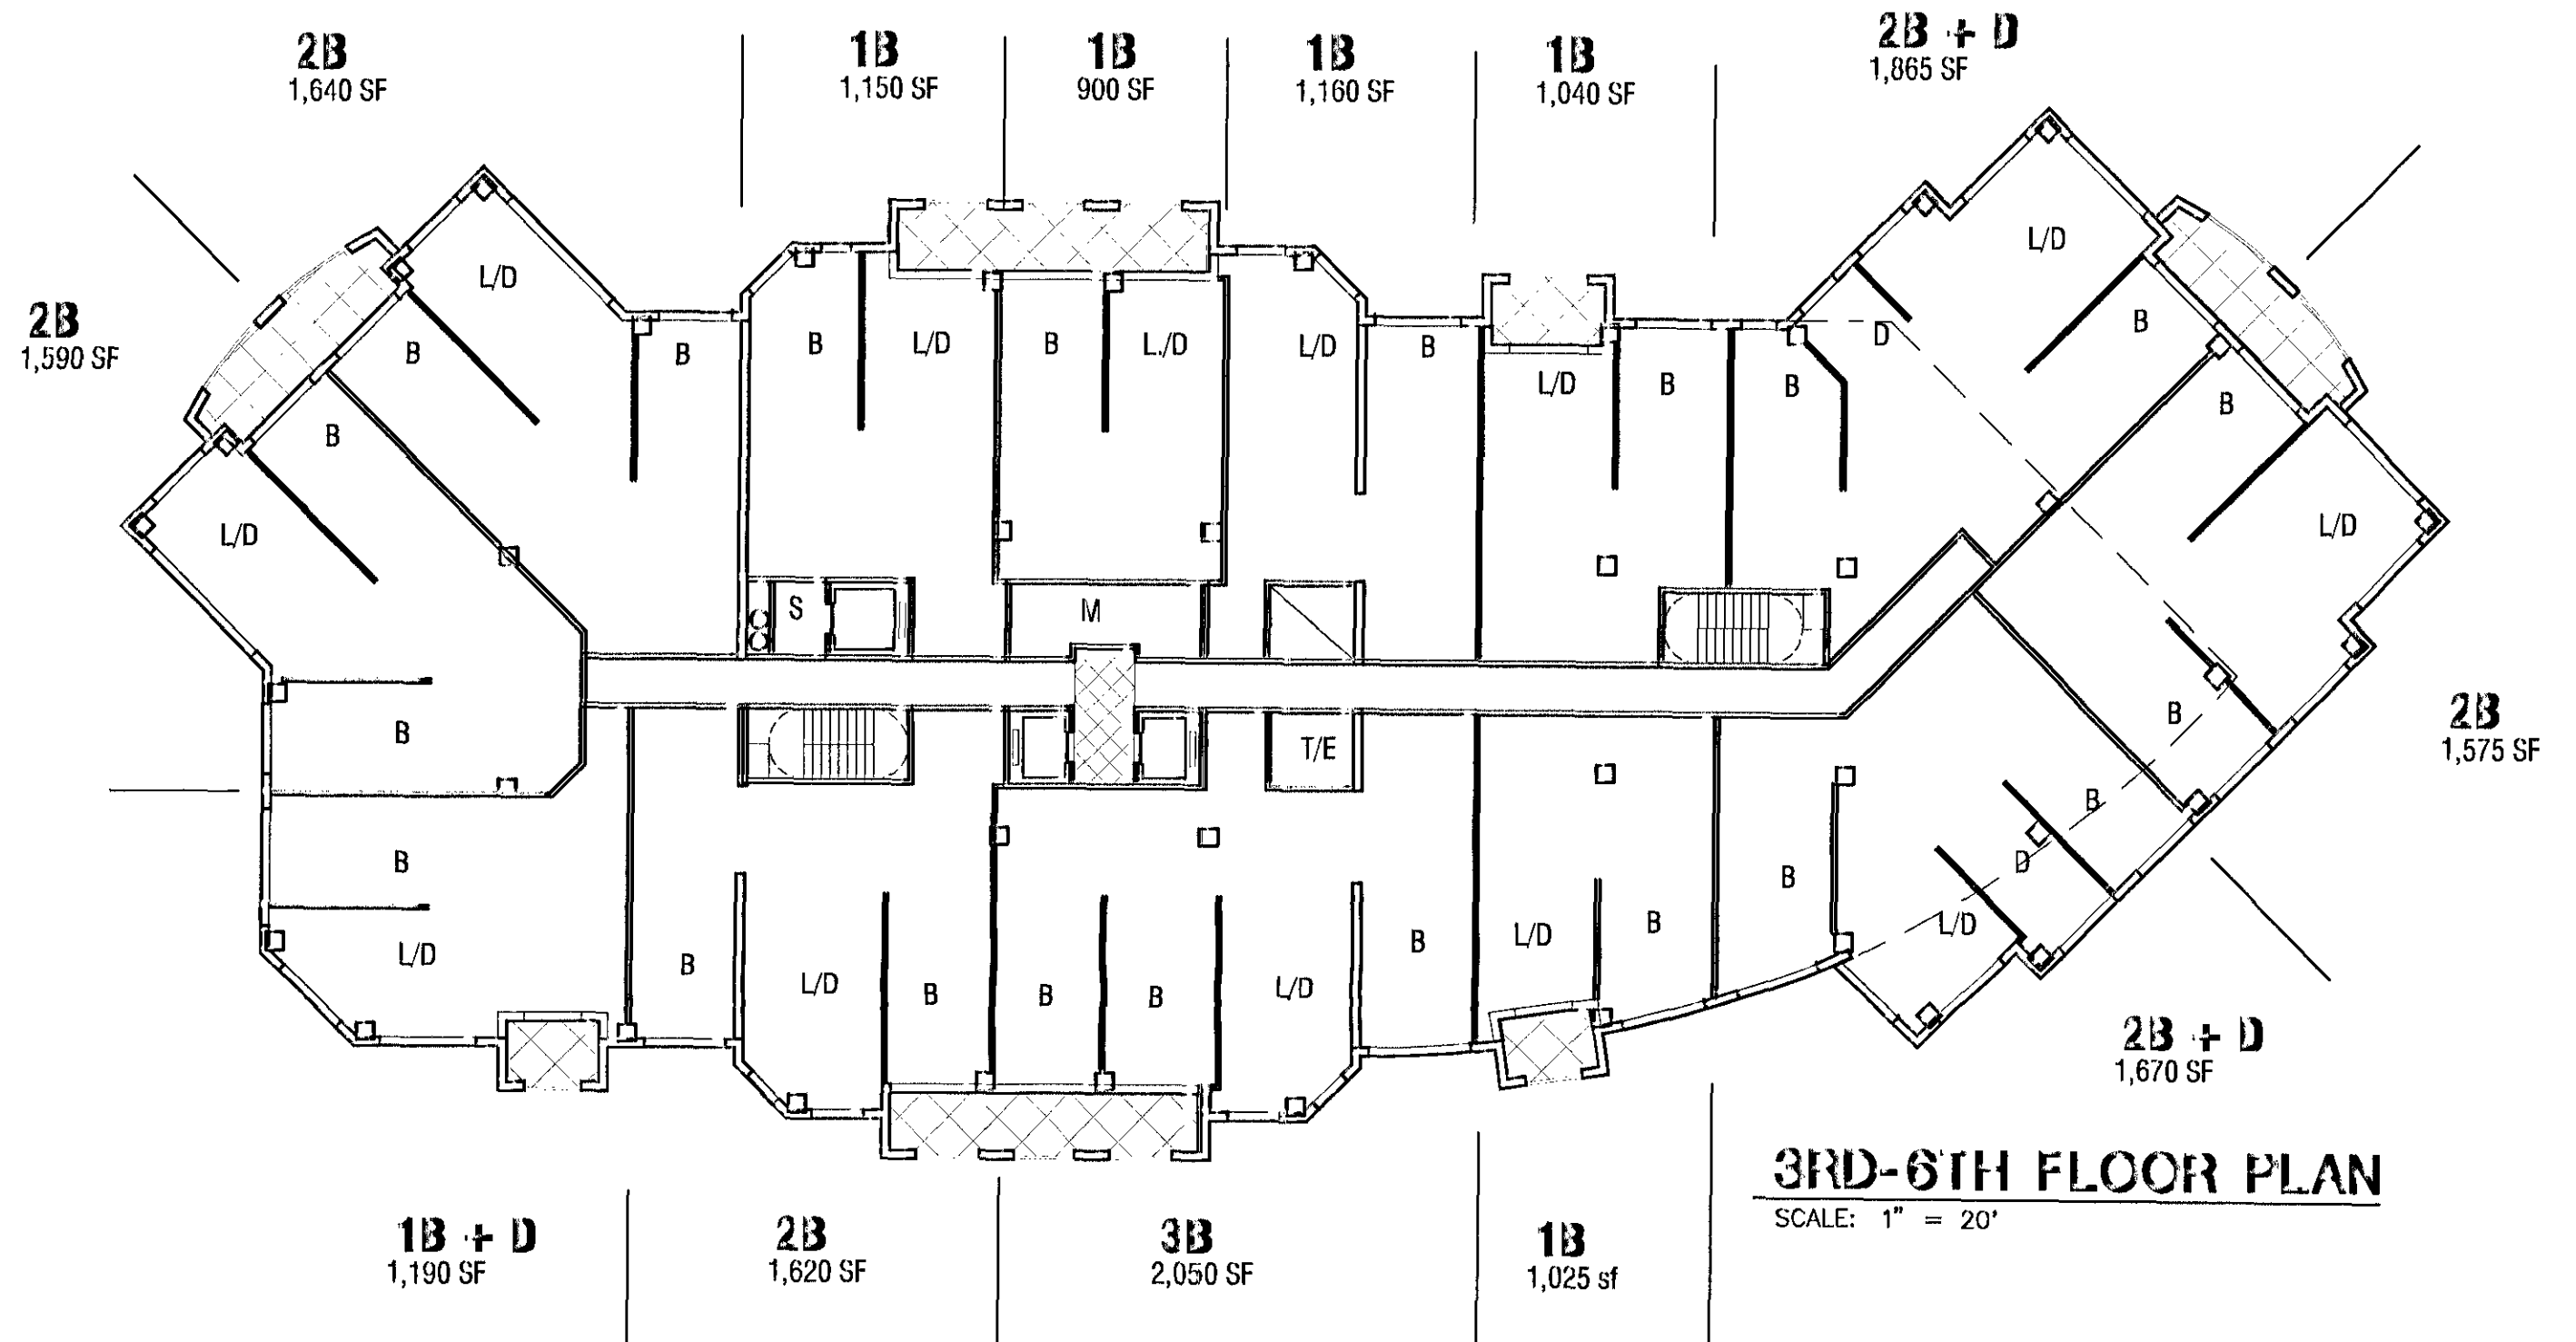 2B
1,640 SF
1B
1,150 SF
1B
900 SF
1B
1,160 SF
1B
1,040 SF
2B + D
1,865 SF
2B
1,590 SF
L/D
B
B
B
L/D
B
L./D
L/D
B
L/D
B
B
D
L/D
B
B
L/D
B
L/D
S
M
B
T/E
B
B
D
B
2B
1,575 SF
B
L/D
B
L/D
B
B
B
L/D
B
L/D
B
B
L/D
2B + D
1,670 SF
1B + D
1,190 SF
2B
1,620 SF
3B
2,050 SF
1B
1,025 sf
3RD-6TH FLOOR PLAN
SCALE: 1" = 20'